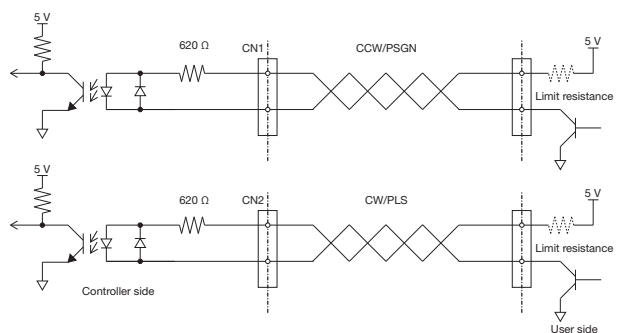 5 V
620 Ω
CN1
CCW/PSGN
5 V
Limit resistance
5 V
620 Ω
CN2
CW/PLS
5 V
Limit resistance
Controller side
User side